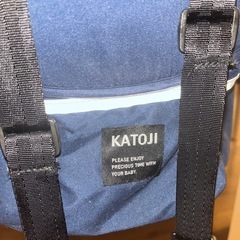 KATOJI
PLEASE ENJOY
PRECIOUS TIME WITH
YOUR BABY.